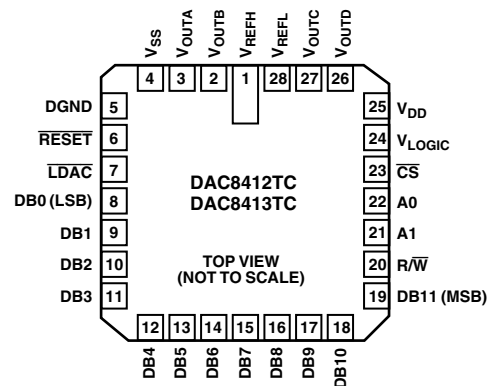 VSS
VOUTA
VOUTB
VREFH
VREFL
VOUTC
VOUTD
4 3 2 1 28 27 26
DGND 5
RESET 6
LDAC 7
DB0 (LSB) 8
DB1 9
DB2 10
DB3 11
25 VDD
24 VLOGIC
23 CS
22 A0
21 A1
20 R/W
19 DB11 (MSB)
DAC8412TC
DAC8413TC
TOP VIEW
(NOT TO SCALE)
12 13 14 15 16 17 18
DB4
DB5
DB6
DB7
DB8
DB9
DB10